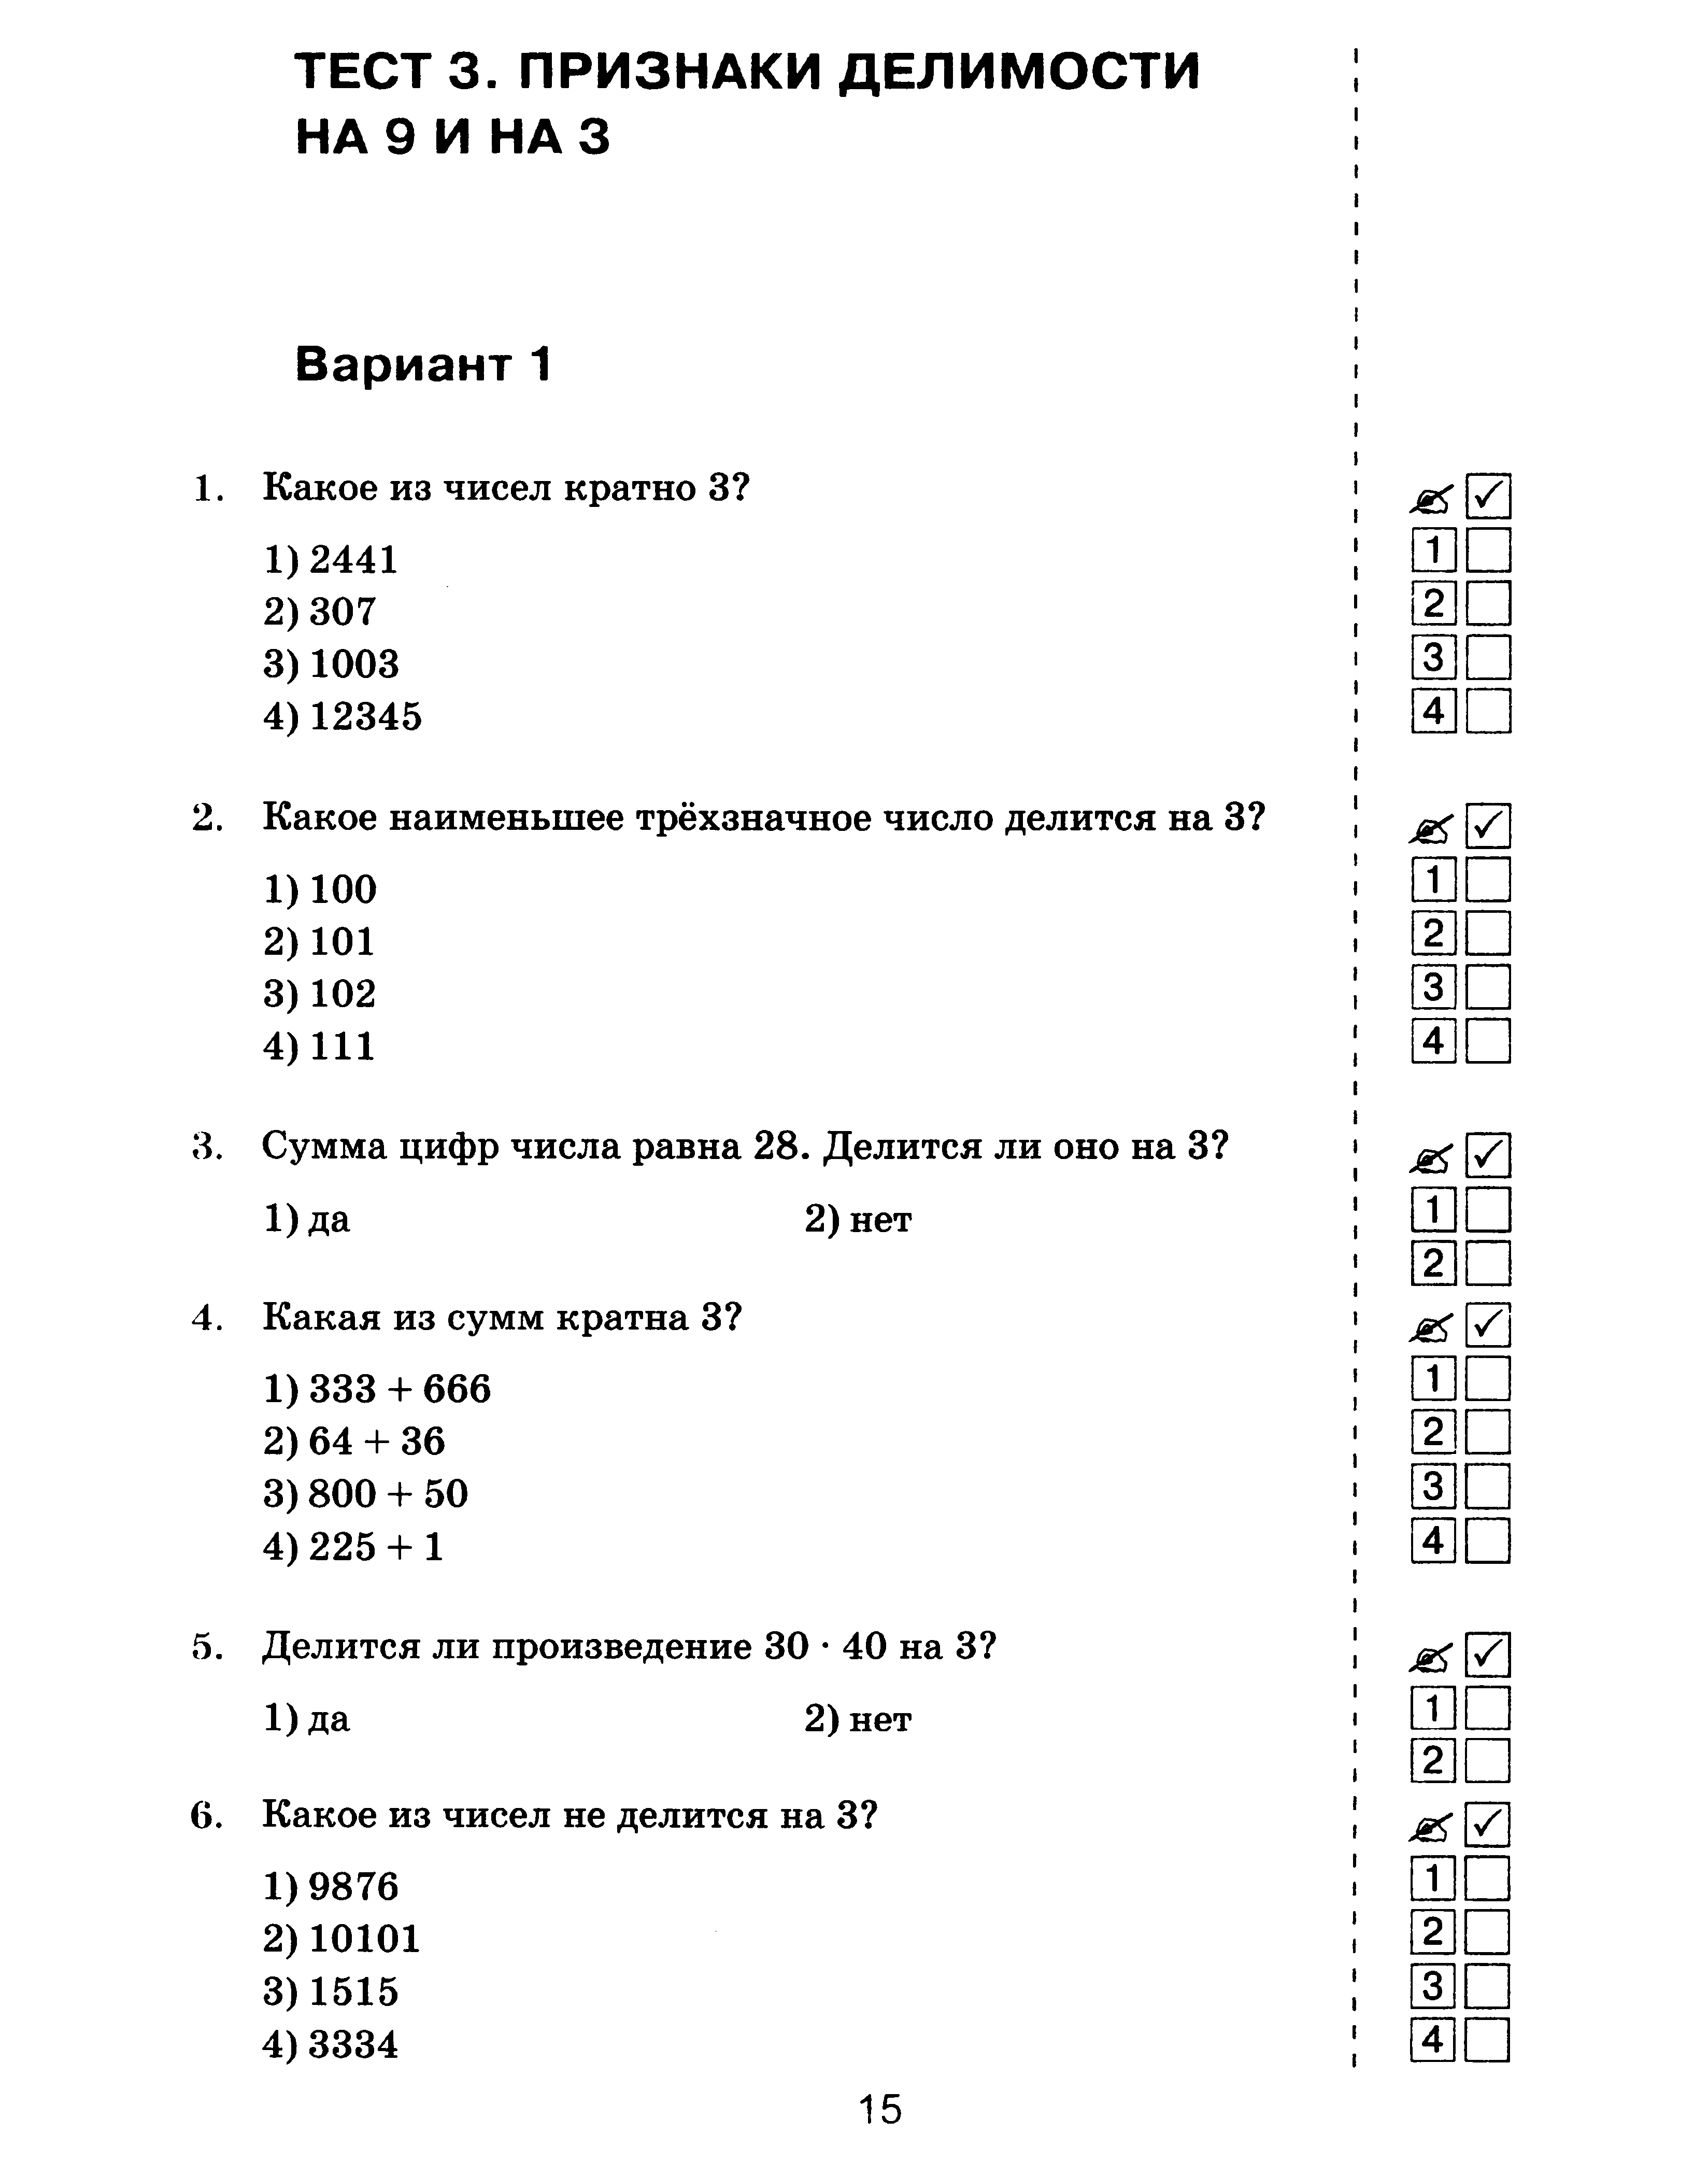 ТЕСТ 3. ПРИЗНАКИ ДЕЛИМОСТИ
НА 9 И НА 3
Вариант 1
1. Какое из чисел кратно 3?
1) 2441
2) 307
3) 1003
4) 12345
✓
1
2
3
4
2. Какое наименьшее трёхзначное число делится на 3?
1) 100
2) 101
3) 102
4) 111
✓
1
2
3
4
3. Сумма цифр числа равна 28. Делится ли оно на 3?
1) да 2) нет
✓
1
2
4. Какая из сумм кратна 3?
1) 333 + 666
2) 64 + 36
3) 800 + 50
4) 225 + 1
✓
1
2
3
4
5. Делится ли произведение 30 · 40 на 3?
1) да 2) нет
✓
1
2
6. Какое из чисел не делится на 3?
1) 9876
2) 10101
3) 1515
4) 3334
✓
1
2
3
4
15